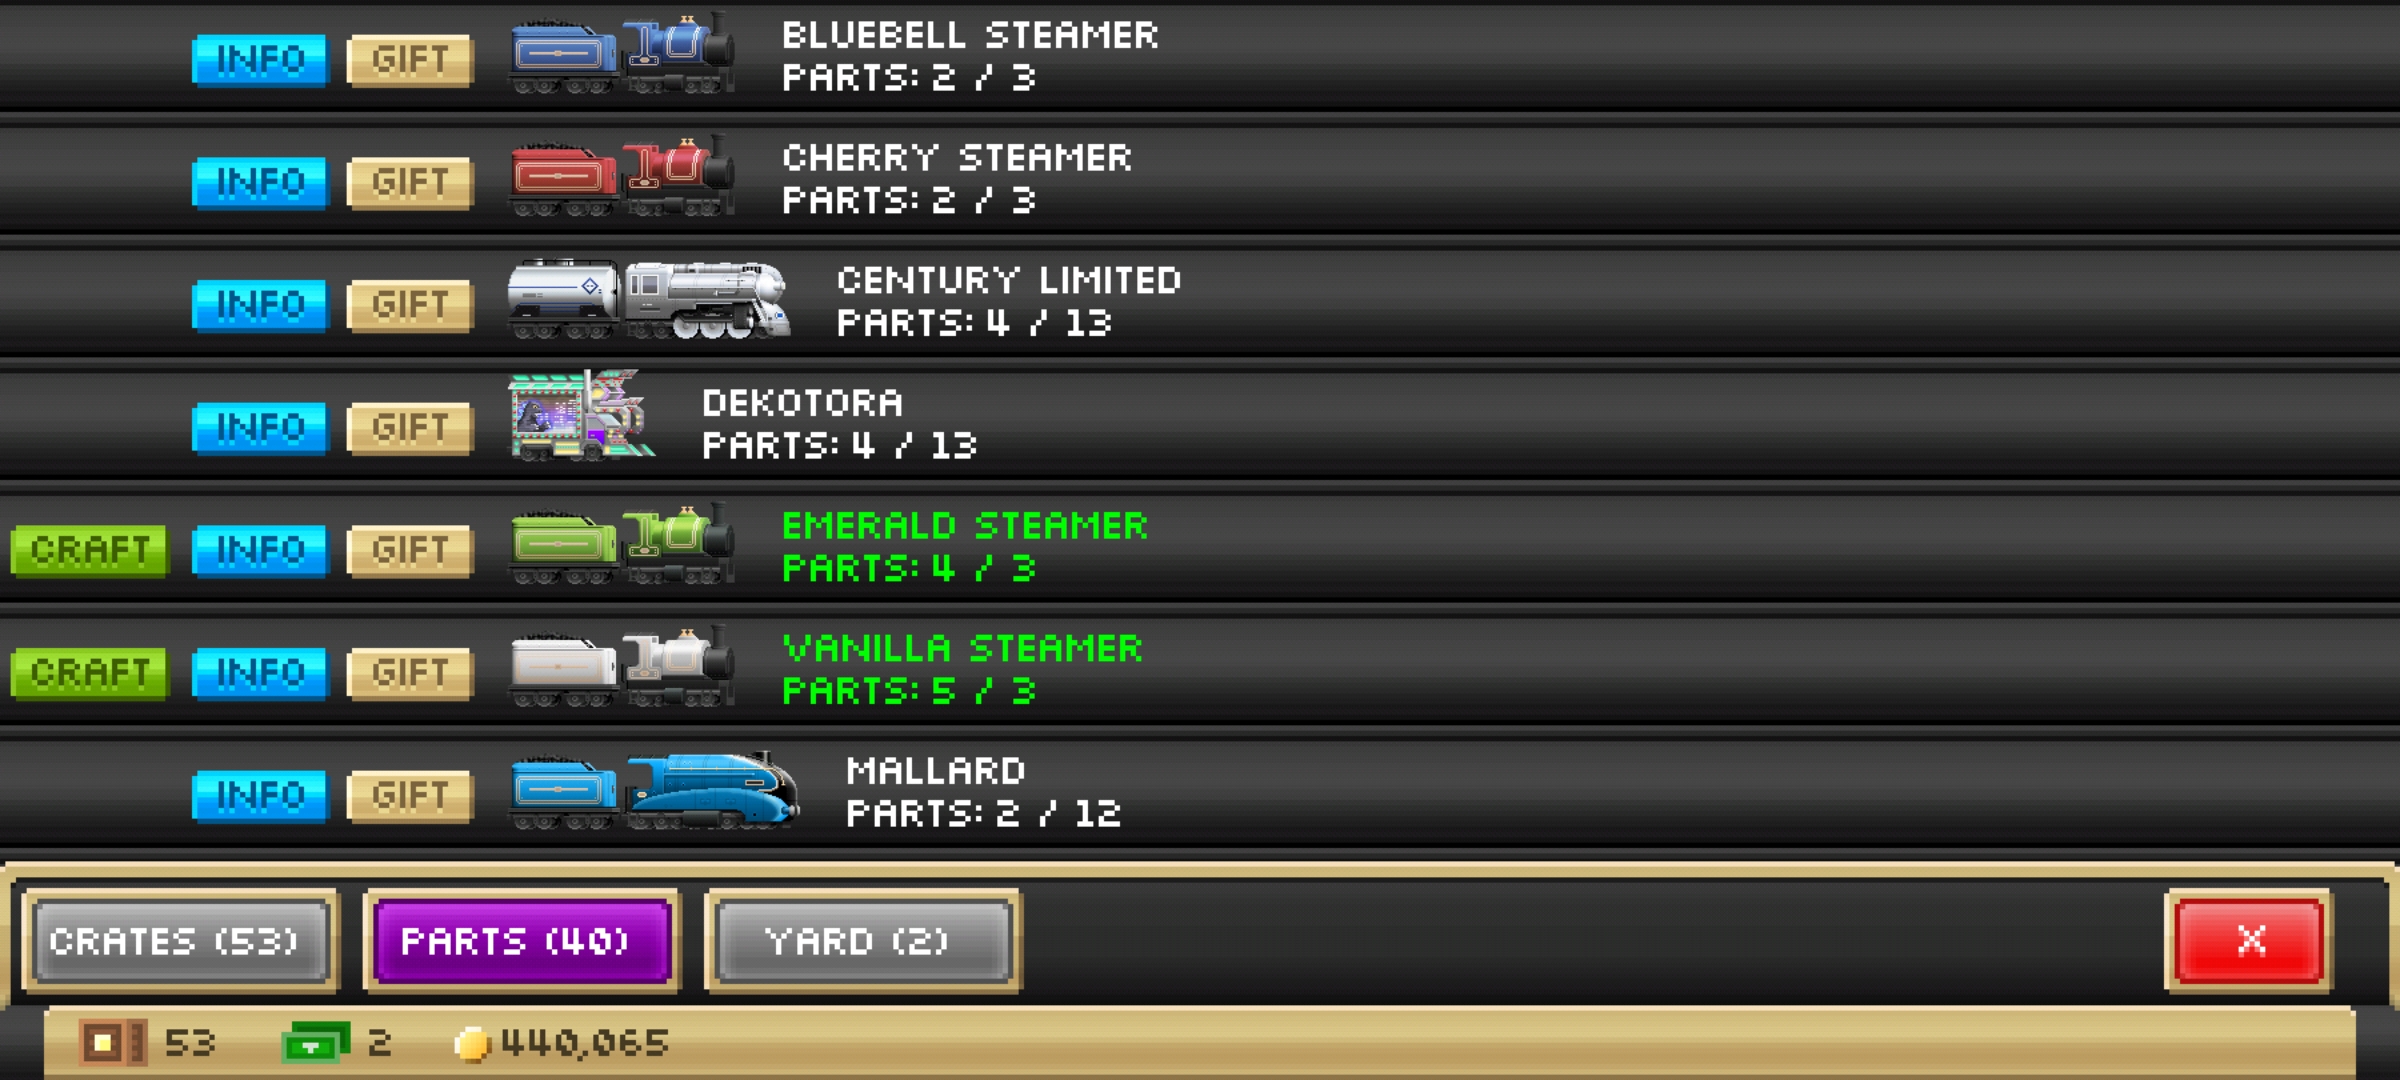 BLUEBELL STEAMER
INFO GIFT PARTS: 2 / 3
CHERRY STEAMER
INFO GIFT PARTS: 2 / 3
CENTURY LIMITED
INFO GIFT PARTS: 4 / 13
DEKOTORA
INFO GIFT PARTS: 4 / 13
EMERALD STEAMER
CRAFT INFO GIFT PARTS: 4 / 3
VANILLA STEAMER
CRAFT INFO GIFT PARTS: 5 / 3
MALLARD
INFO GIFT PARTS: 2 / 12
CRATES (53) PARTS (40) YARD (2) X
53 2 440,065